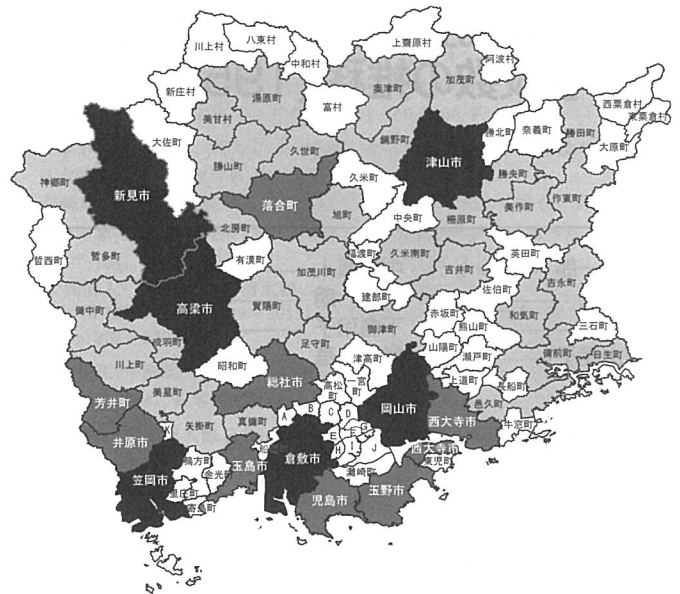 上齋原村
八束村
川上村
中和村
阿波村
加茂町
奥津町
新庄村
湯原町
富村
西粟倉村
東粟倉村
美甘村
大佐町
勝北町
奈義町
勝田町
大原町
鏡野町
久世町
勝山町
津山市
久米町
勝央町
神郷町
新見市
落合町
旭町
中央町
柵原町
美作町
作東町
北房町
哲西町
哲多町
有漢町
福渡町
久米南町
英田町
加茂川町
吉井町
佐伯町
吉永町
高梁市
賀陽町
建部町
備中町
赤坂町
熊山町
和気町
三石町
御津町
成羽町
足守町
山陽町
瀬戸町
備前町
日生町
川上町
昭和町
津高町
上道町
長船町
総社市
高松町
一宮町
美星町
芳井町
岡山市
邑久町
A
B
C
D
西大寺市
牛窓町
矢掛町
真備町
K
G
E
F
井原市
H
I
J
西大寺市
鴨方町
玉島市
倉敷市
東児町
笠岡市
金光町
灘崎町
里庄町
玉野市
寄島町
児島市